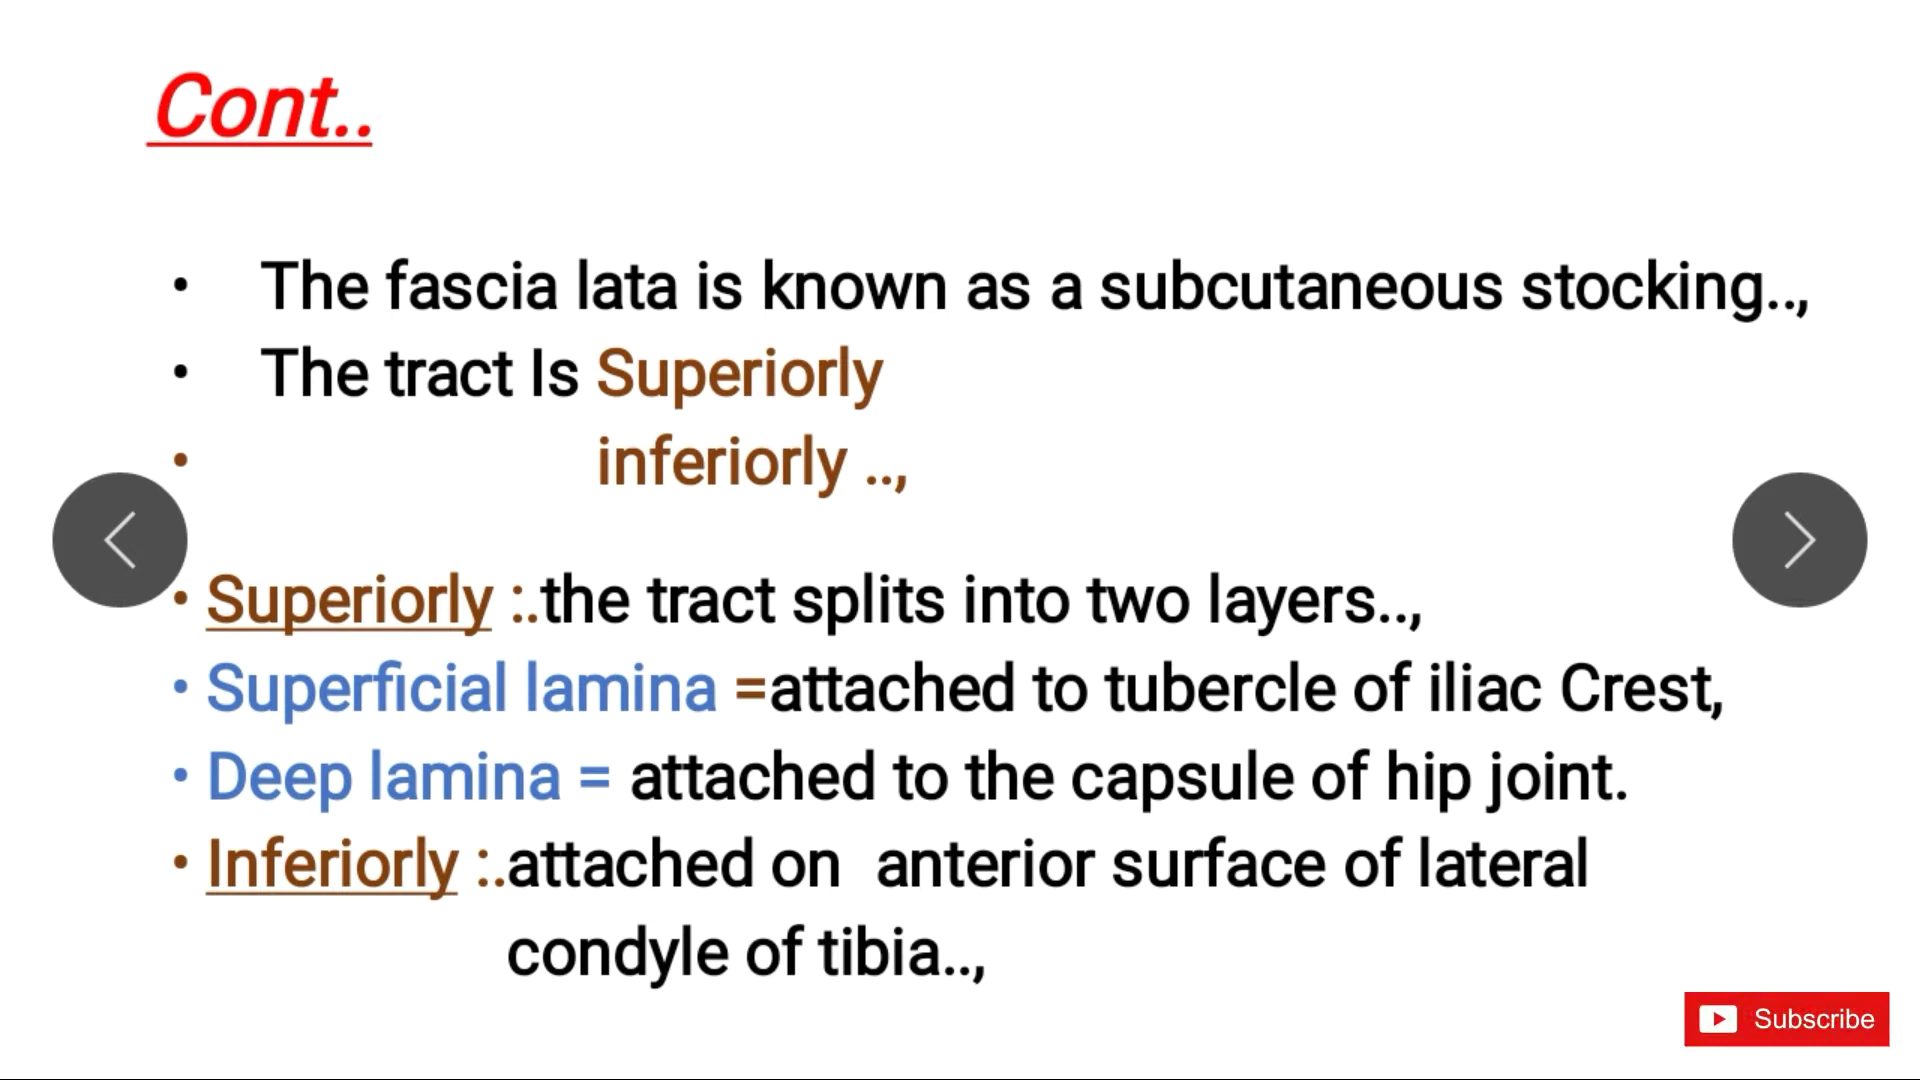 Cont..
• The fascia lata is known as a subcutaneous stocking..,
• The tract Is Superiorly
• inferiorly ..,
• Superiorly :.the tract splits into two layers..,
• Superficial lamina =attached to tubercle of iliac Crest,
• Deep lamina = attached to the capsule of hip joint.
• Inferiorly :.attached on  anterior surface of lateral
condyle of tibia..,
Subscribe